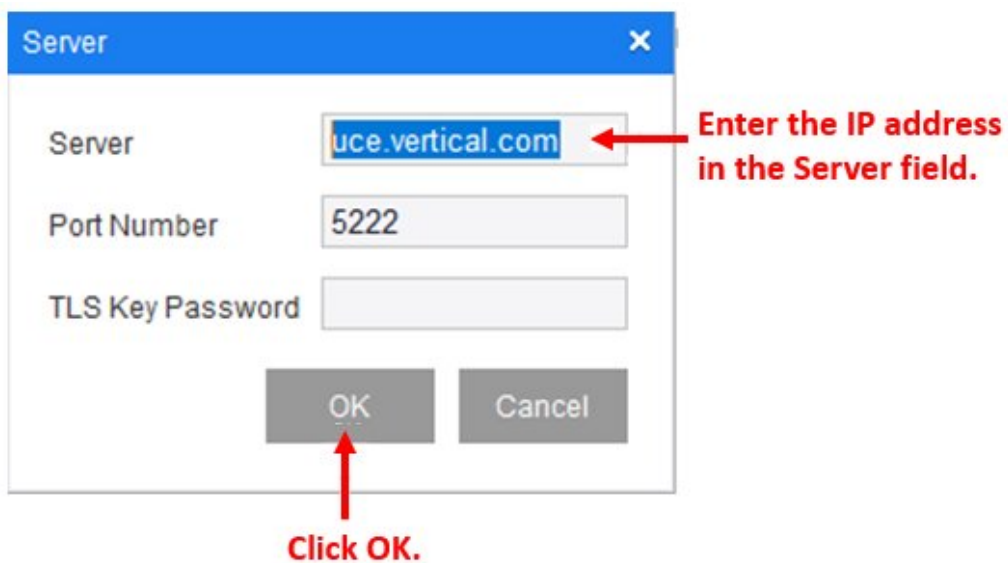 Server
Server
uce.vertical.com
Enter the IP address
in the Server field.
Port Number
5222
TLS Key Password
OK
Cancel
Click OK.